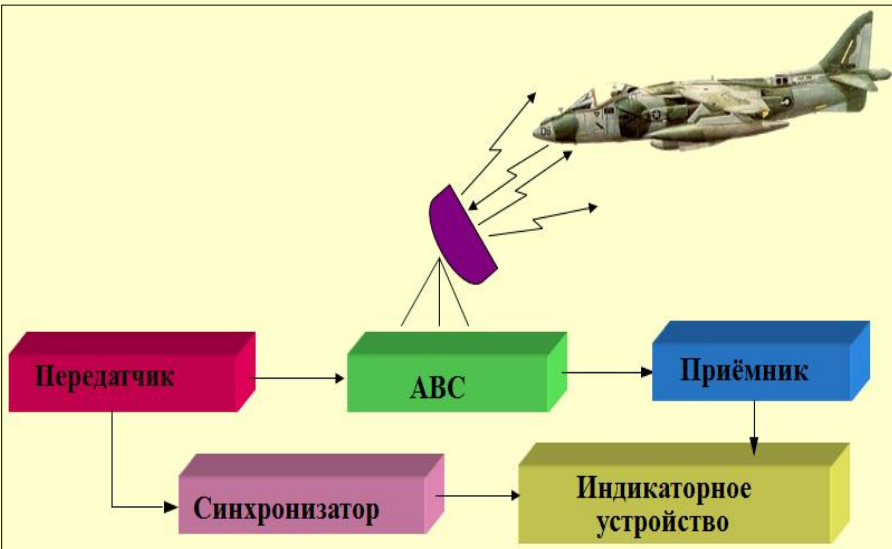 Передатчик
АВС
Приёмник
Синхронизатор
Индикаторное
устройство